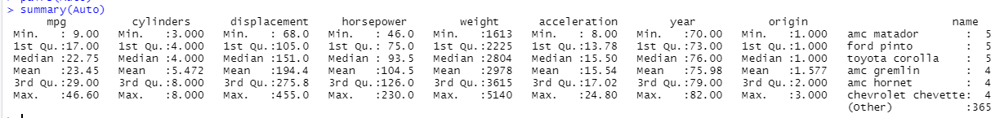 > pairs(Auto)
> summary(Auto)
mpg cylinders displacement horsepower weight acceleration year origin name
Min. : 9.00 Min. :3.000 Min. : 68.0 Min. : 46.0 Min. :1613 Min. : 8.00 Min. :70.00 Min. :1.000 amc matador : 5
1st Qu.:17.00 1st Qu.:4.000 1st Qu.:105.0 1st Qu.: 75.0 1st Qu.:2225 1st Qu.:13.78 1st Qu.:73.00 1st Qu.:1.000 ford pinto : 5
Median :22.75 Median :4.000 Median :151.0 Median : 93.5 Median :2804 Median :15.50 Median :76.00 Median :1.000 toyota corolla : 5
Mean :23.45 Mean :5.472 Mean :194.4 Mean :104.5 Mean :2978 Mean :15.54 Mean :75.98 Mean :1.577 amc gremlin : 4
3rd Qu.:29.00 3rd Qu.:8.000 3rd Qu.:275.8 3rd Qu.:126.0 3rd Qu.:3615 3rd Qu.:17.02 3rd Qu.:79.00 3rd Qu.:2.000 amc hornet : 4
Max. :46.60 Max. :8.000 Max. :455.0 Max. :230.0 Max. :5140 Max. :24.80 Max. :82.00 Max. :3.000 chevrolet chevette: 4
(Other) :365
>